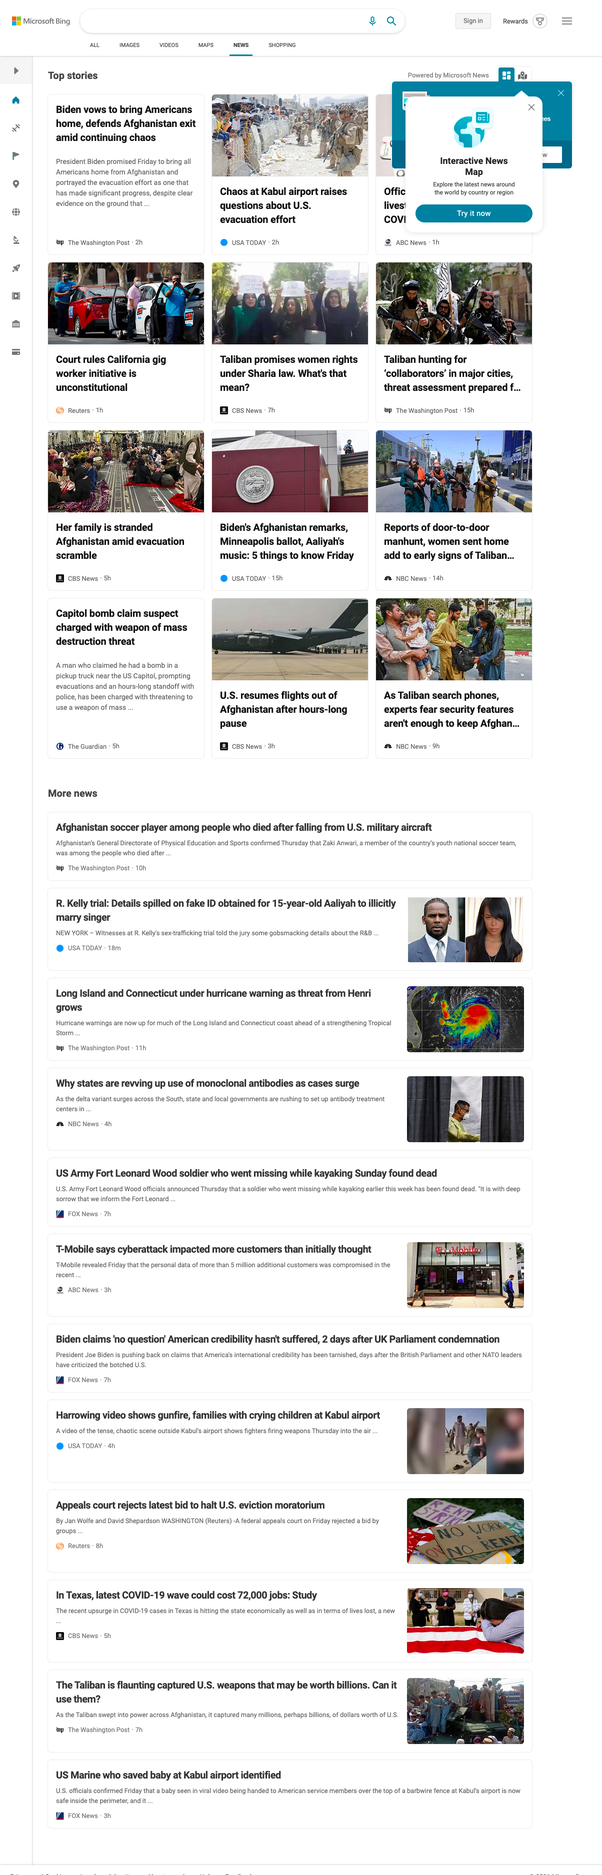 Microsoft Bing
Sign in
Rewards
ALL
IMAGES
VIDEOS
MAPS
NEWS
SHOPPING
Top stories
Powered by Microsoft News
Interactive News
Map
Explore the latest news around
the world by country or region
Try it now
Biden vows to bring Americans
home, defends Afghanistan exit
amid continuing chaos
President Biden promised Friday to bring all
Americans home from Afghanistan and
portrayed the evacuation effort as one that
has made significant progress, despite clear
evidence on the ground that ...
The Washington Post · 2h
Chaos at Kabul airport raises
questions about U.S.
evacuation effort
USA TODAY · 2h
Offic
livest
COVI
ABC News · 1h
Court rules California gig
worker initiative is
unconstitutional
Reuters · 1h
Taliban promises women rights
under Sharia law. What's that
mean?
CBS News · 7h
Taliban hunting for
‘collaborators’ in major cities,
threat assessment prepared f...
The Washington Post · 15h
Her family is stranded
Afghanistan amid evacuation
scramble
CBS News · 5h
Biden's Afghanistan remarks,
Minneapolis ballot, Aaliyah's
music: 5 things to know Friday
USA TODAY · 15h
Reports of door-to-door
manhunt, women sent home
add to early signs of Taliban...
NBC News · 14h
Capitol bomb claim suspect
charged with weapon of mass
destruction threat
A man who claimed he had a bomb in a
pickup truck near the US Capitol, prompting
evacuations and an hours-long standoff with
police, has been charged with threatening to
use a weapon of mass ...
The Guardian · 5h
U.S. resumes flights out of
Afghanistan after hours-long
pause
CBS News · 3h
As Taliban search phones,
experts fear security features
aren't enough to keep Afghan...
NBC News · 9h
More news
Afghanistan soccer player among people who died after falling from U.S. military aircraft
Afghanistan's General Directorate of Physical Education and Sports confirmed Thursday that Zaki Anwari, a member of the country's youth national soccer team,
was among the people who died after ...
The Washington Post · 10h
R. Kelly trial: Details spilled on fake ID obtained for 15-year-old Aaliyah to illicitly
marry singer
NEW YORK – Witnesses at R. Kelly's sex-trafficking trial told the jury some gobsmacking details about the R&B ...
USA TODAY · 18m
Long Island and Connecticut under hurricane warning as threat from Henri
grows
Hurricane warnings are now up for much of the Long Island and Connecticut coast ahead of a strengthening Tropical
Storm ...
The Washington Post · 11h
Why states are revving up use of monoclonal antibodies as cases surge
As the delta variant surges across the South, state and local governments are rushing to set up antibody treatment
centers in ...
NBC News · 4h
US Army Fort Leonard Wood soldier who went missing while kayaking Sunday found dead
U.S. Army Fort Leonard Wood officials announced Thursday that a soldier who went missing while kayaking earlier this week has been found dead. "It is with deep
sorrow that we inform the Fort Leonard ...
FOX News · 7h
T-Mobile says cyberattack impacted more customers than initially thought
T-Mobile revealed Friday that the personal data of more than 5 million additional customers was compromised in the
recent ...
ABC News · 3h
Biden claims 'no question' American credibility hasn't suffered, 2 days after UK Parliament condemnation
President Joe Biden is pushing back on claims that America's international credibility has been tarnished, days after the British Parliament and other NATO leaders
have criticized the botched U.S.
FOX News · 7h
Harrowing video shows gunfire, families with crying children at Kabul airport
A video of the tense, chaotic scene outside Kabul's airport shows fighters firing weapons Thursday into the air ...
USA TODAY · 4h
Appeals court rejects latest bid to halt U.S. eviction moratorium
By Jan Wolfe and David Shepardson WASHINGTON (Reuters) -A federal appeals court on Friday rejected a bid by
groups ...
Reuters · 8h
NO WORK
NO REN
In Texas, latest COVID-19 wave could cost 72,000 jobs: Study
The recent upsurge in COVID-19 cases in Texas is hitting the state economically as well as in terms of lives lost, a new
...
CBS News · 5h
The Taliban is flaunting captured U.S. weapons that may be worth billions. Can it
use them?
As the Taliban swept into power across Afghanistan, it captured many millions, perhaps billions, of dollars worth of U.S.
The Washington Post · 7h
US Marine who saved baby at Kabul airport identified
U.S. officials confirmed Friday that a baby seen in viral video being handed to American service members over the top of a barbwire fence at Kabul's airport is now
safe inside the perimeter, and it ...
FOX News · 3h